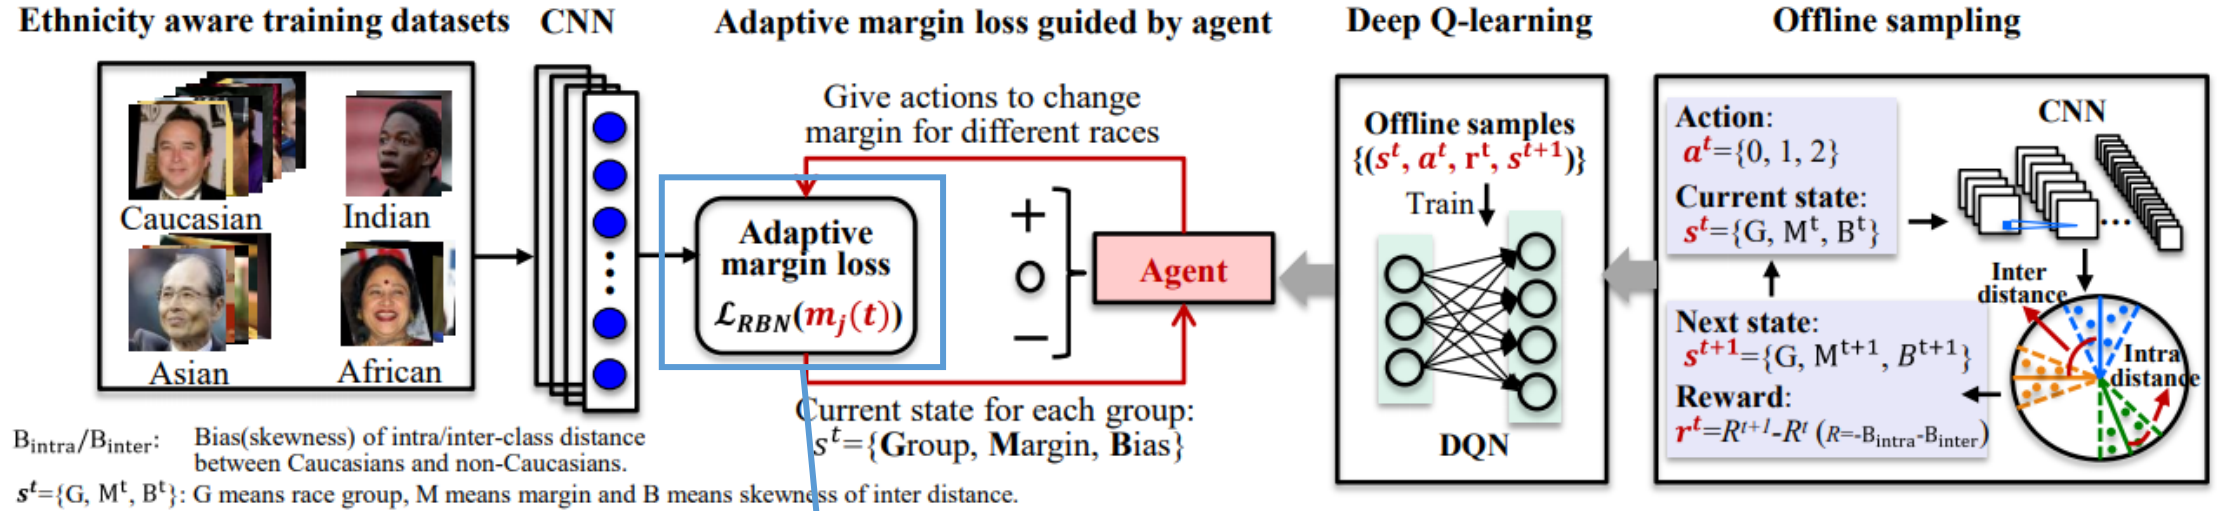 Ethnicity aware training datasets
CNN
Adaptive margin loss guided by agent
Deep Q-learning
Offline sampling
Caucasian
Indian
Asian
African
Give actions to change
margin for different races
Adaptive
margin loss
ℒ_RBN(m_j(t))
+
O
−
Agent
Current state for each group:
s^t={Group, Margin, Bias}
Offline samples
{(s^t, a^t, r^t, s^{t+1})}
Train
DQN
Action:
a^t={0, 1, 2}
Current state:
s^t={G, M^t, B^t}
CNN
...
Next state:
s^{t+1}={G, M^{t+1}, B^{t+1}}
Reward:
r^t=R^{t+1}-R^t (R=-B_intra-B_inter)
Inter
distance
Intra
distance
B_intra/B_inter: Bias(skewness) of intra/inter-class distance
between Caucasians and non-Caucasians.
s^t={G, M^t, B^t}: G means race group, M means margin and B means skewness of inter distance.